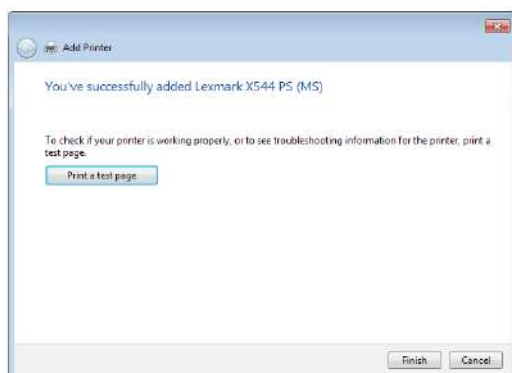 Add Printer
You've successfully added Lexmark X544 PS (MS)
To check if your printer is working properly, or to see troubleshooting information for the printer, print a
test page.
Print a test page
Finish
Cancel